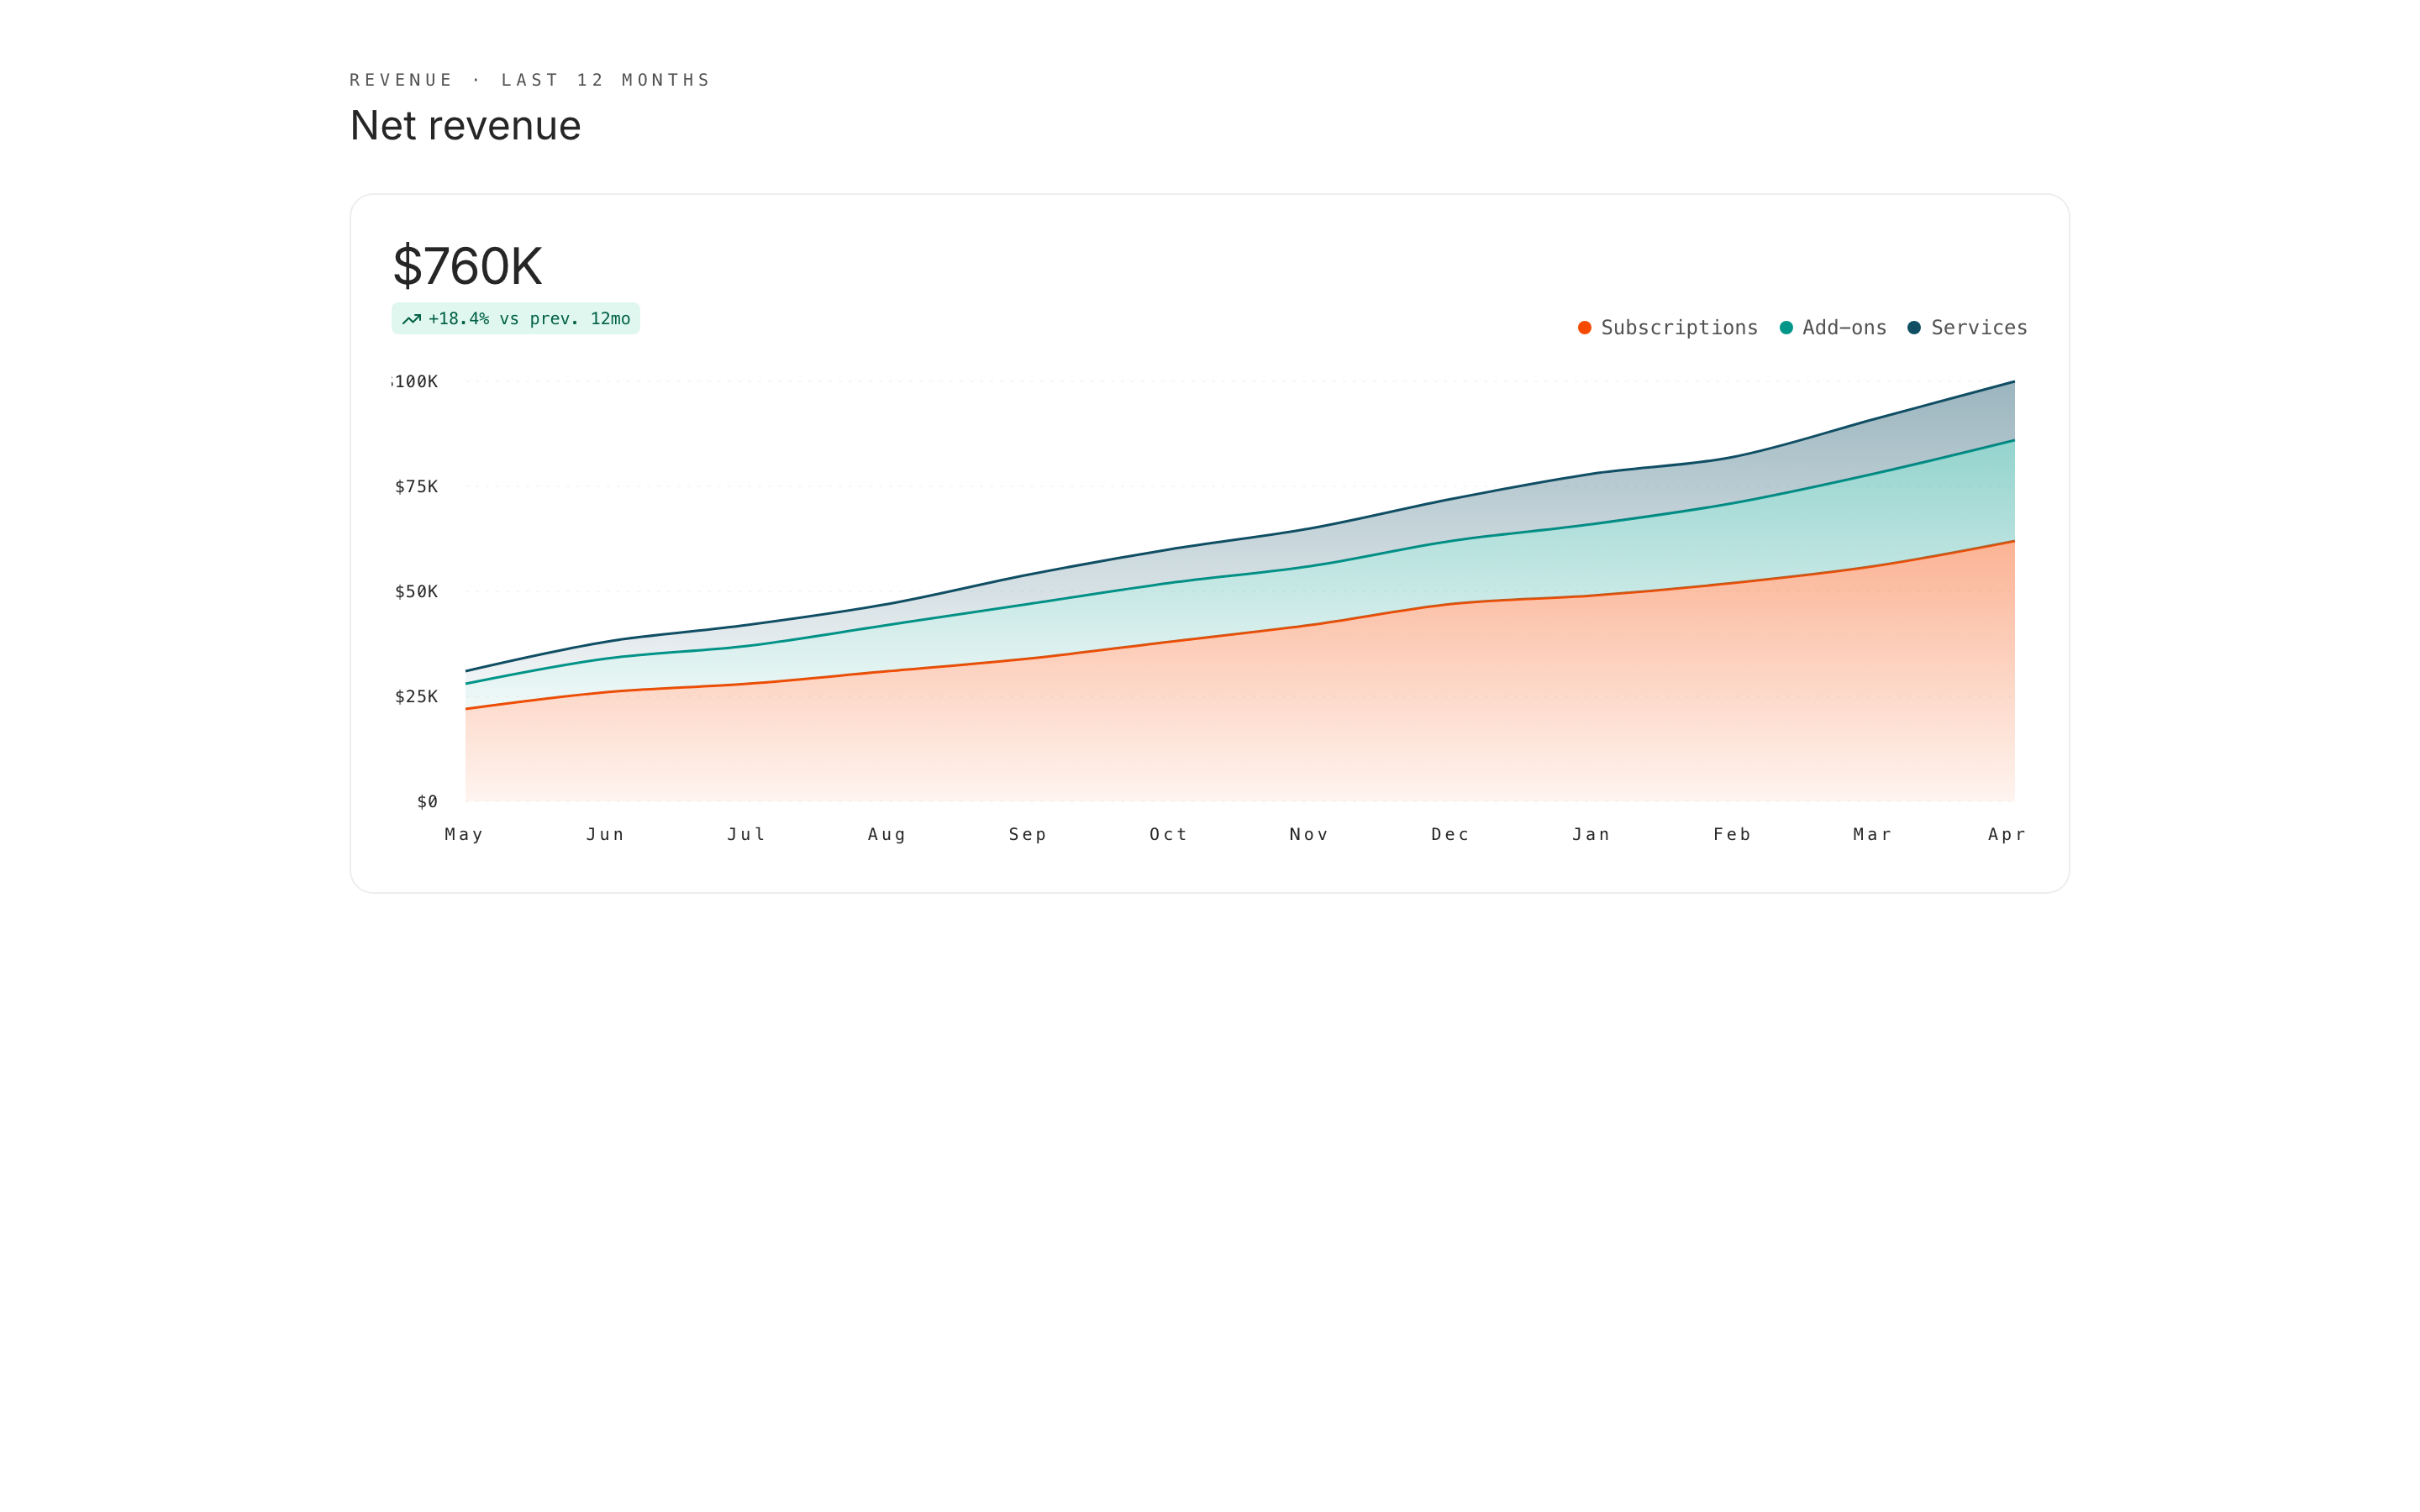 REVENUE · LAST 12 MONTHS
Net revenue
$760K
+18.4% vs prev. 12mo
Subscriptions Add-ons Services
100K
$75K
$50K
$25K
$0
May Jun Jul Aug Sep Oct Nov Dec Jan Feb Mar Apr